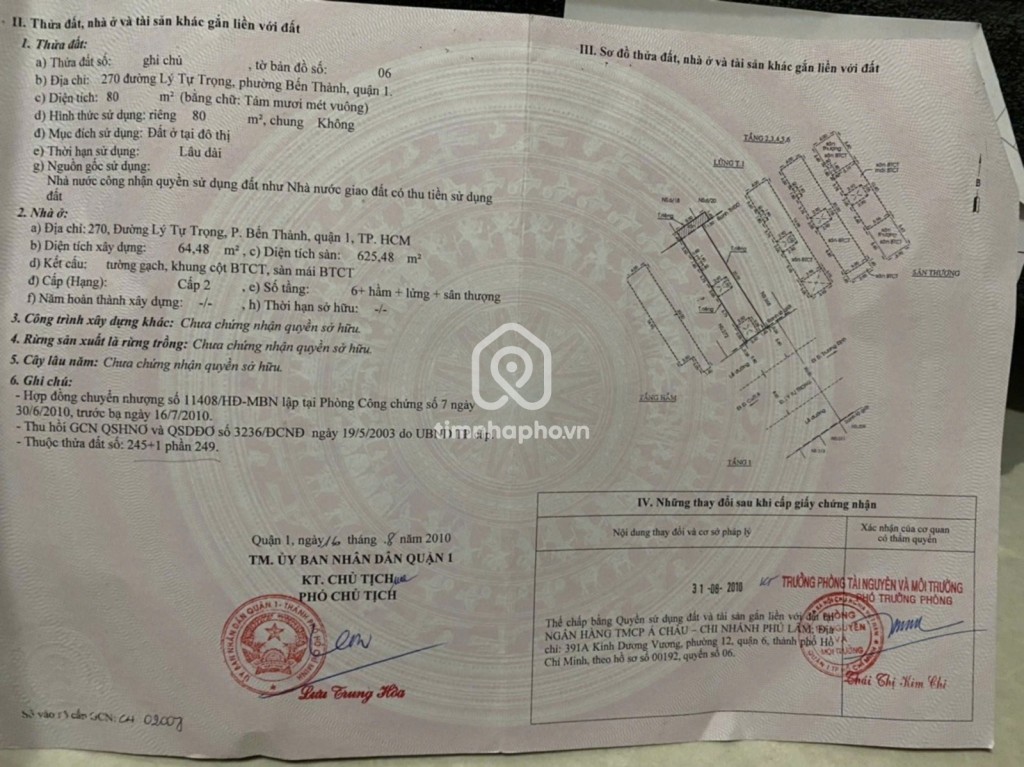 II. Thửa đất, nhà ở và tài sản khác gắn liền với đất
1. Thửa đất:
a) Thửa đất số: ghi chú , tờ bản đồ số: 06
b) Địa chỉ: 270 đường Lý Tự Trọng, phường Bến Thành, quận 1.
c) Diện tích: 80 m² (bằng chữ: Tám mươi mét vuông)
d) Hình thức sử dụng: riêng 80 m², chung Không
đ) Mục đích sử dụng: Đất ở tại đô thị
e) Thời hạn sử dụng: Lâu dài
g) Nguồn gốc sử dụng:
Nhà nước công nhận quyền sử dụng đất như Nhà nước giao đất có thu tiền sử dụng
đất
2. Nhà ở:
a) Địa chỉ: 270, Đường Lý Tự Trọng, P. Bến Thành, quận 1, TP. HCM
b) Diện tích xây dựng: 64,48 m² , c) Diện tích sàn: 625,48 m²
d) Kết cấu: tường gạch, khung cột BTCT, sàn mái BTCT
đ) Cấp (Hạng): Cấp 2 , e) Số tầng: 6+ hầm + lửng + sân thượng
f) Năm hoàn thành xây dựng: -/- , h) Thời hạn sở hữu: -/-
3. Công trình xây dựng khác: Chưa chứng nhận quyền sở hữu.
4. Rừng sản xuất là rừng trồng: Chưa chứng nhận quyền sở hữu.
5. Cây lâu năm: Chưa chứng nhận quyền sở hữu.
6. Ghi chú:
- Hợp đồng chuyển nhượng số 11408/HĐ-MBN lập tại Phòng Công chứng số 7 ngày
30/6/2010, trước bạ ngày 16/7/2010.
- Thu hồi GCN QSHNO và QSDĐƠ số 3236/ĐCNĐ ngày 19/5/2003 do UBND TP
- Thuộc thửa đất số: 245+1 phần 249.
timnhapho.vn
Quận 1, ngày 16 tháng 8 năm 2010
TM. ỦY BAN NHÂN DÂN QUẬN 1
KT. CHỦ TỊCH
PHÓ CHỦ TỊCH
Lưu Trung Hòa
Số vào sổ cấp GCN: CH
III. Sơ đồ thửa đất, nhà ở và tài sản khác gắn liền với đất
TẦNG 2,3,4,5,6
LỬNG T.1
SÂN THƯỢNG
TẦNG HẦM
TẦNG 1
IV. Những thay đổi sau khi cấp giấy chứng nhận
Nội dung thay đổi và cơ sở pháp lý
Xác nhận của cơ quan
có thẩm quyền
31-08-2010
KT TRƯỞNG PHÒNG TÀI NGUYÊN VÀ MÔI TRƯỜNG
PHÓ TRƯỞNG PHÒNG
Thế chấp bằng Quyền sử dụng đất và tài sản gắn liền với đất
NGÂN HÀNG TMCP Á CHÂU – CHI NHÁNH PHÚ LÂM, Địa
chỉ: 391A Kinh Dương Vương, phường 12, quận 6, thành phố Hồ
Chí Minh, theo hồ sơ số 00192, quyển số 06.
Thái Thị Kim Chi